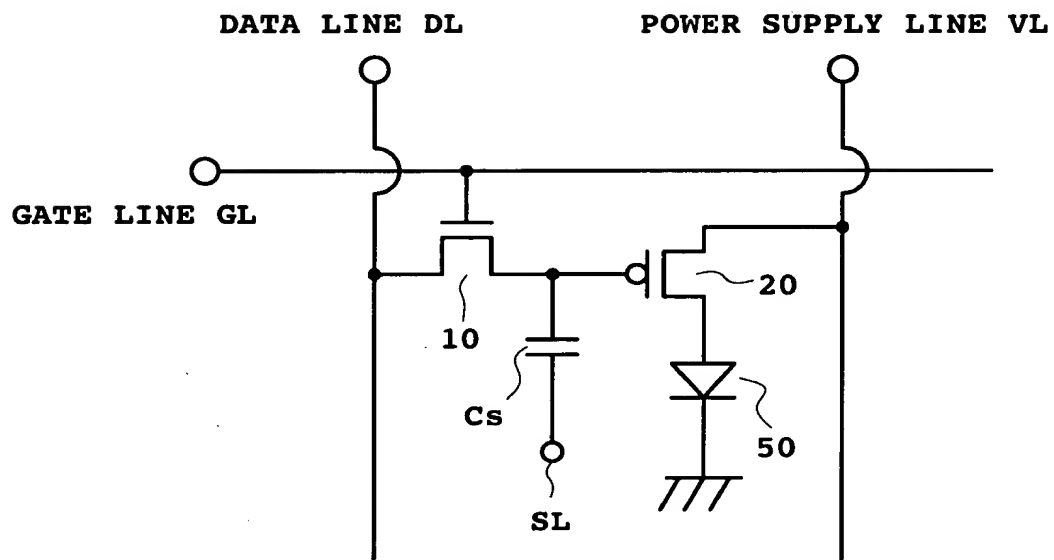 DATA LINE DL
POWER SUPPLY LINE VL
GATE LINE GL
20
10
Cs
50
SL